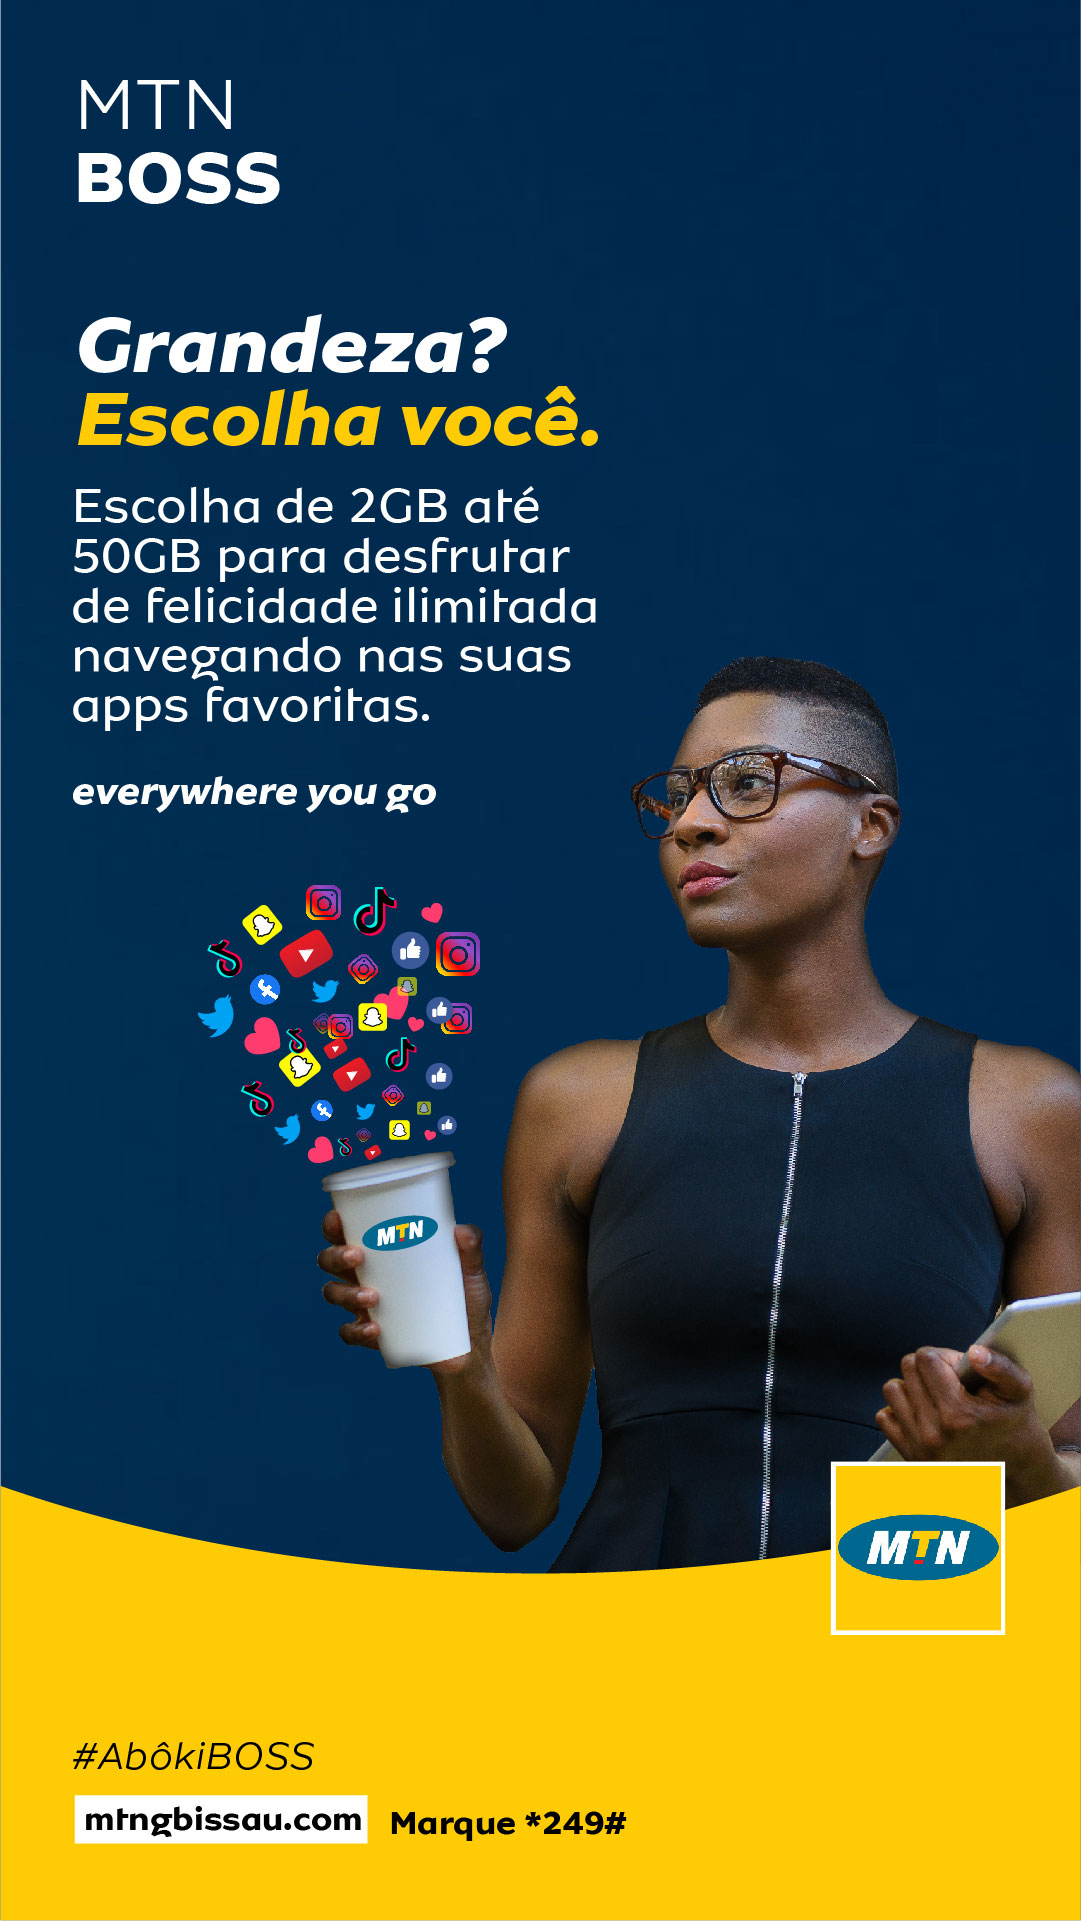 MTN
BOSS
Grandeza?
Escolha você.
Escolha de 2GB até
50GB para desfrutar
de felicidade ilimitada
navegando nas suas
apps favoritas.
everywhere you go
MTN
MTN
#AbôkiBOSS
mtngbissau.com Marque *249#